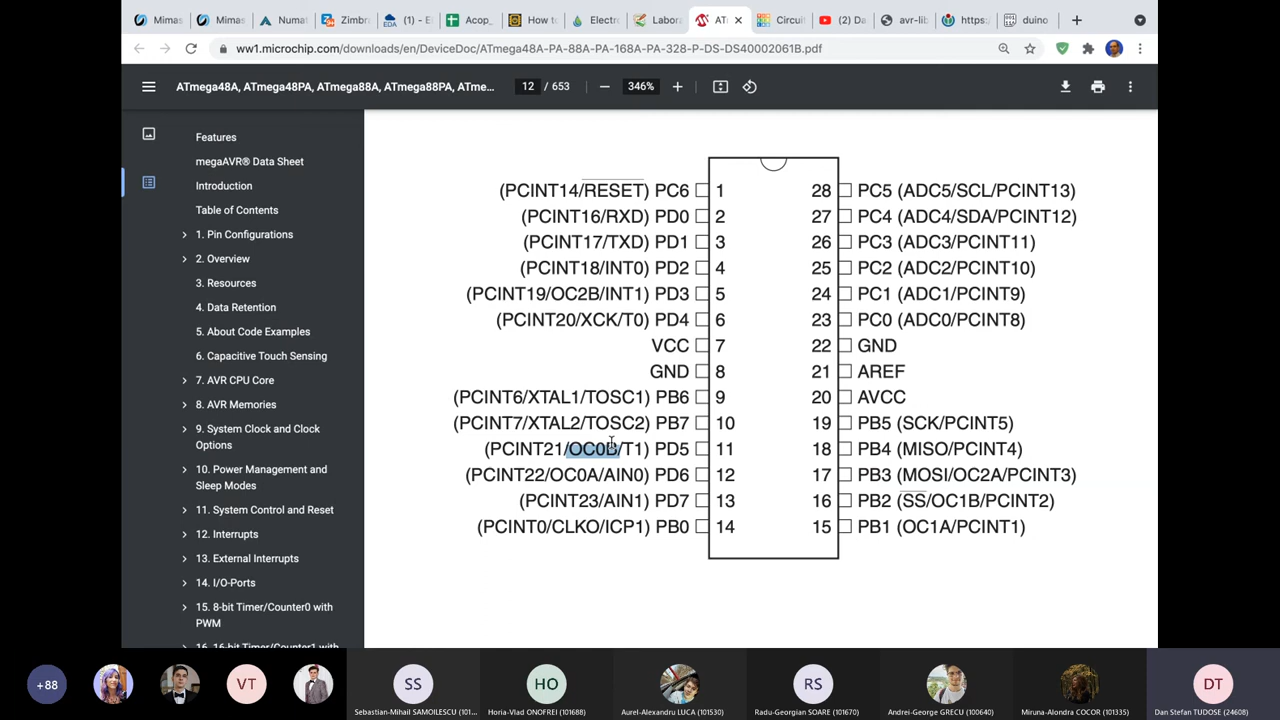 Mimas
Mimas
Numat
Zimbr
(1) – E
Acop_
How to
Electro
Labora
AT
Circuit
(2) Da
avr-lib
https:/
duino
ww1.microchip.com/downloads/en/DeviceDoc/ATmega48A-PA-88A-PA-168A-PA-328-P-DS-DS40002061B.pdf
ATmega48A, ATmega48PA, ATmega88A, ATmega88PA, ATme...
12 / 653
346%
Features
megaAVR® Data Sheet
Introduction
Table of Contents
1. Pin Configurations
2. Overview
3. Resources
4. Data Retention
5. About Code Examples
6. Capacitive Touch Sensing
7. AVR CPU Core
8. AVR Memories
9. System Clock and Clock
Options
10. Power Management and
Sleep Modes
11. System Control and Reset
12. Interrupts
13. External Interrupts
14. I/O-Ports
15. 8-bit Timer/Counter0 with
PWM
16. 16-bit Timer/Counter1 with
(PCINT14/RESET) PC6 1 28 PC5 (ADC5/SCL/PCINT13)
(PCINT16/RXD) PD0 2 27 PC4 (ADC4/SDA/PCINT12)
(PCINT17/TXD) PD1 3 26 PC3 (ADC3/PCINT11)
(PCINT18/INT0) PD2 4 25 PC2 (ADC2/PCINT10)
(PCINT19/OC2B/INT1) PD3 5 24 PC1 (ADC1/PCINT9)
(PCINT20/XCK/T0) PD4 6 23 PC0 (ADC0/PCINT8)
VCC 7 22 GND
GND 8 21 AREF
(PCINT6/XTAL1/TOSC1) PB6 9 20 AVCC
(PCINT7/XTAL2/TOSC2) PB7 10 19 PB5 (SCK/PCINT5)
(PCINT21/OC0B/T1) PD5 11 18 PB4 (MISO/PCINT4)
(PCINT22/OC0A/AIN0) PD6 12 17 PB3 (MOSI/OC2A/PCINT3)
(PCINT23/AIN1) PD7 13 16 PB2 (SS/OC1B/PCINT2)
(PCINT0/CLKO/ICP1) PB0 14 15 PB1 (OC1A/PCINT1)
+88
VT
SS
HO
RS
DT
Sebastian-Mihail SAMOILESCU (101...
Horia-Vlad ONOFREI (101688)
Aurel-Alexandru LUCA (101530)
Radu-Georgian SOARE (101670)
Andrei-George GRECU (100640)
Miruna-Alondra COCOR (101335)
Dan Stefan TUDOSE (24608)